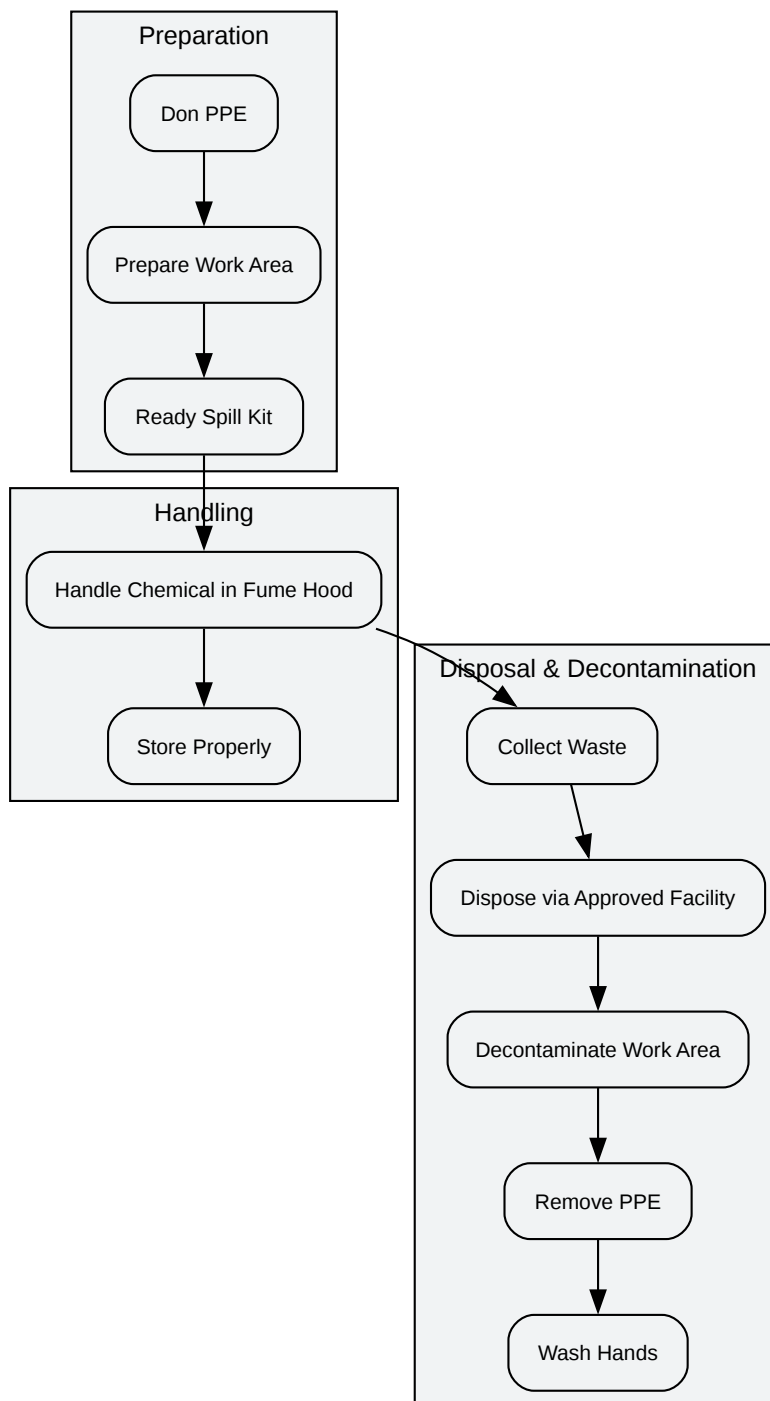 Preparation
Don PPE
Prepare Work Area
Ready Spill Kit
Handling
Handle Chemical in Fume Hood
Store Properly
Disposal & Decontamination
Collect Waste
Dispose via Approved Facility
Decontaminate Work Area
Remove PPE
Wash Hands